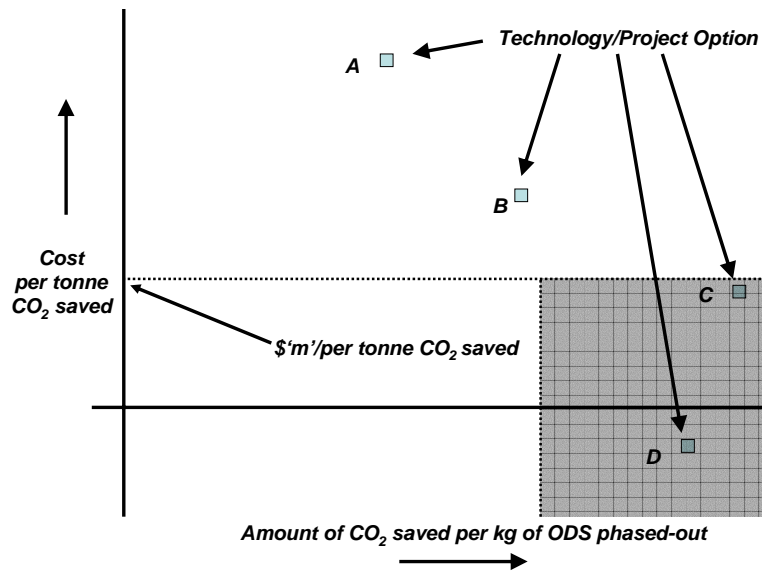 Technology/Project Option
A
B
Cost
per tonne
CO₂ saved
C
$‘m’/per tonne CO₂ saved
D
Amount of CO₂ saved per kg of ODS phased-out